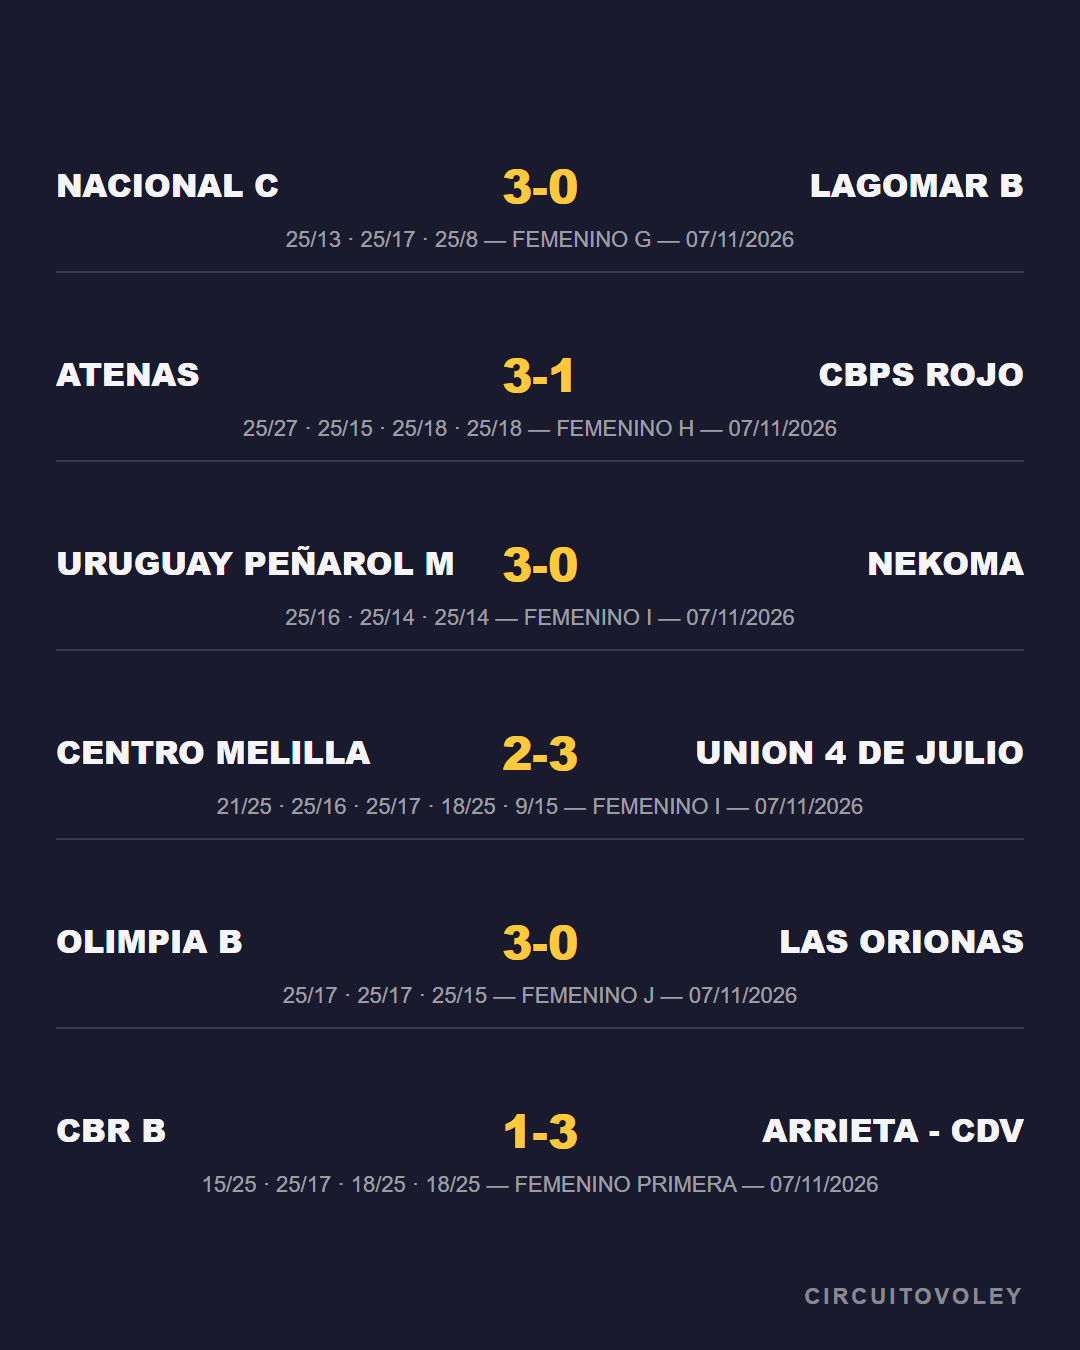 NACIONAL C 3-0 LAGOMAR B
25/13 · 25/17 · 25/8 — FEMENINO G — 07/11/2026
ATENAS 3-1 CBPS ROJO
25/27 · 25/15 · 25/18 · 25/18 — FEMENINO H — 07/11/2026
URUGUAY PEÑAROL M 3-0 NEKOMA
25/16 · 25/14 · 25/14 — FEMENINO I — 07/11/2026
CENTRO MELILLA 2-3 UNION 4 DE JULIO
21/25 · 25/16 · 25/17 · 18/25 · 9/15 — FEMENINO I — 07/11/2026
OLIMPIA B 3-0 LAS ORIONAS
25/17 · 25/17 · 25/15 — FEMENINO J — 07/11/2026
CBR B 1-3 ARRIETA - CDV
15/25 · 25/17 · 18/25 · 18/25 — FEMENINO PRIMERA — 07/11/2026
CIRCUITOVOLEY